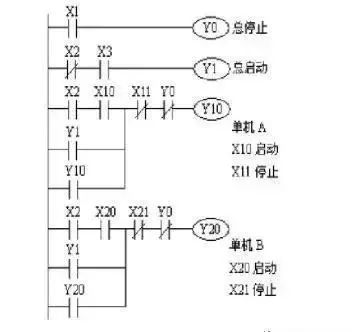 X1
Y0 总停止
X2 X3
Y1 总启动
X2 X10 X11 Y0
Y10
单机 A
Y1
X10 启动
Y10
X11 停止
X2 X20 X21 Y0
Y20
单机 B
Y1
X20 启动
Y20
X21 停止